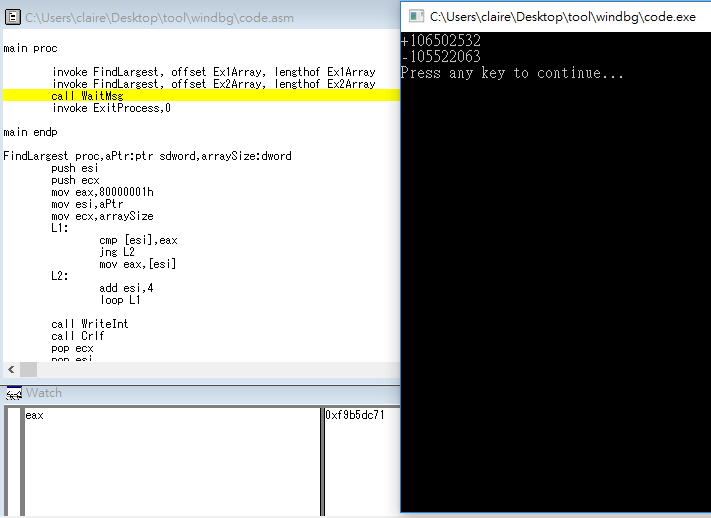 C:\Users\claire\Desktop\tool\windbg\code.asm
main proc
invoke FindLargest, offset Ex1Array, lengthof Ex1Array
invoke FindLargest, offset Ex2Array, lengthof Ex2Array
call WaitMsg
invoke ExitProcess,0
main endp
FindLargest proc,aPtr:ptr sdword,arraySize:dword
push esi
push ecx
mov eax,80000001h
mov esi,aPtr
mov ecx,arraySize
L1:
cmp [esi],eax
jng L2
mov eax,[esi]
L2:
add esi,4
loop L1
call WriteInt
call Crlf
pop ecx
pop esi
Watch
eax 0xf9b5dc71
C:\Users\claire\Desktop\tool\windbg\code.exe
+106502532
-105522063
Press any key to continue...